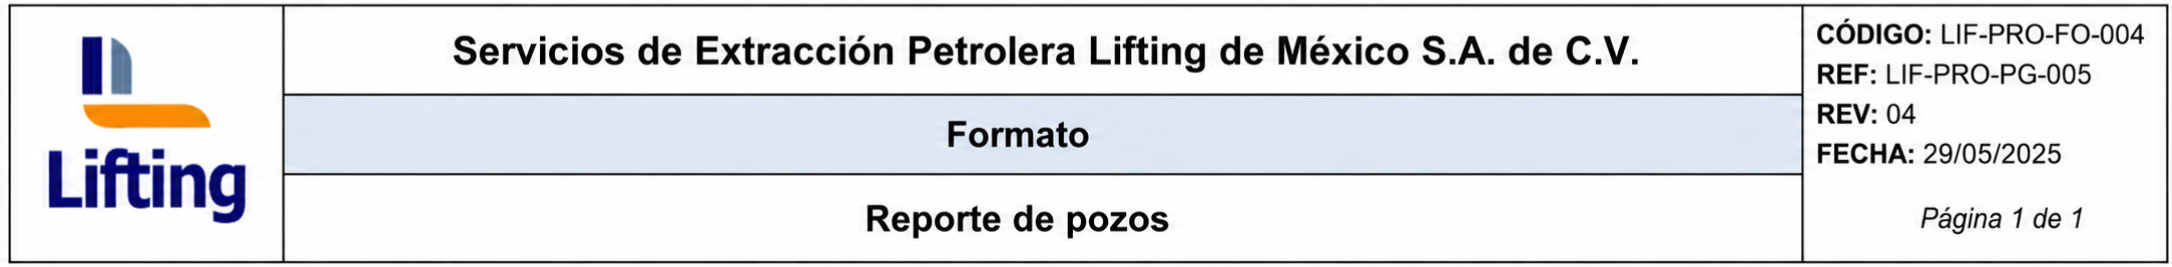 Lifting
Servicios de Extracción Petrolera Lifting de México S.A. de C.V.
Formato
Reporte de pozos
CÓDIGO: LIF-PRO-FO-004
REF: LIF-PRO-PG-005
REV: 04
FECHA: 29/05/2025
Página 1 de 1